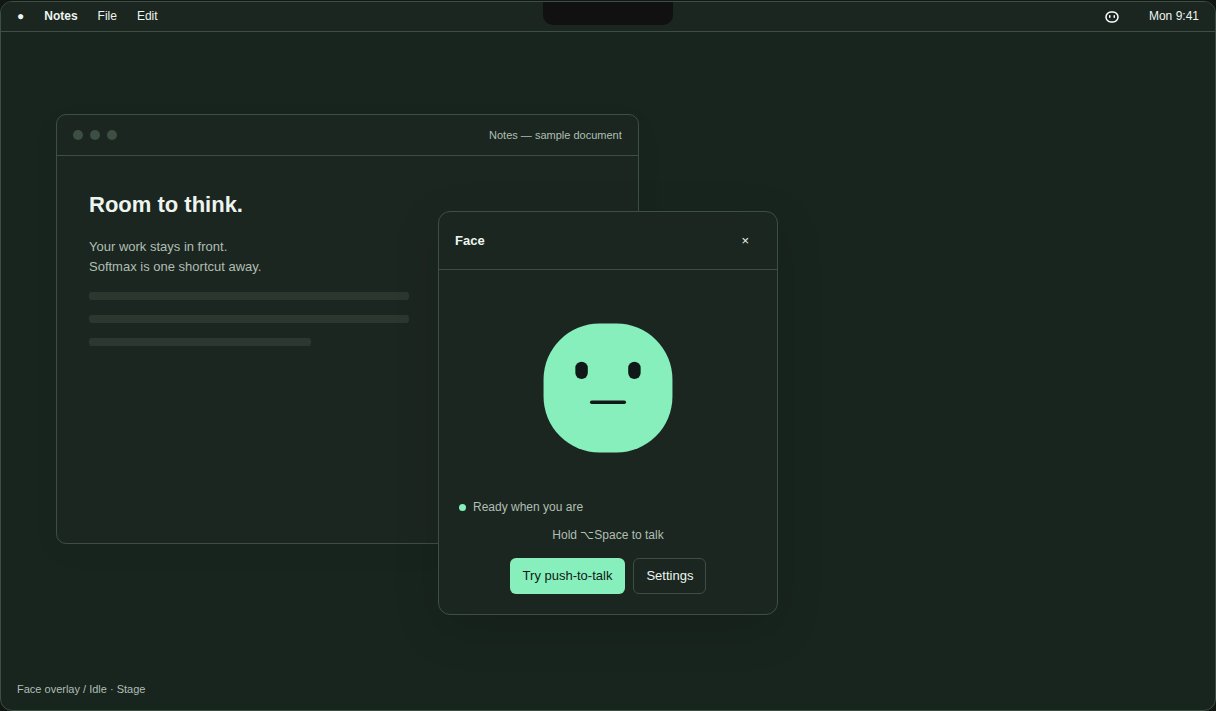 Notes File Edit
Mon 9:41
Notes — sample document
Room to think.
Your work stays in front.
Softmax is one shortcut away.
Face
×
Ready when you are
Hold ⌥Space to talk
Try push-to-talk
Settings
Face overlay / Idle · Stage